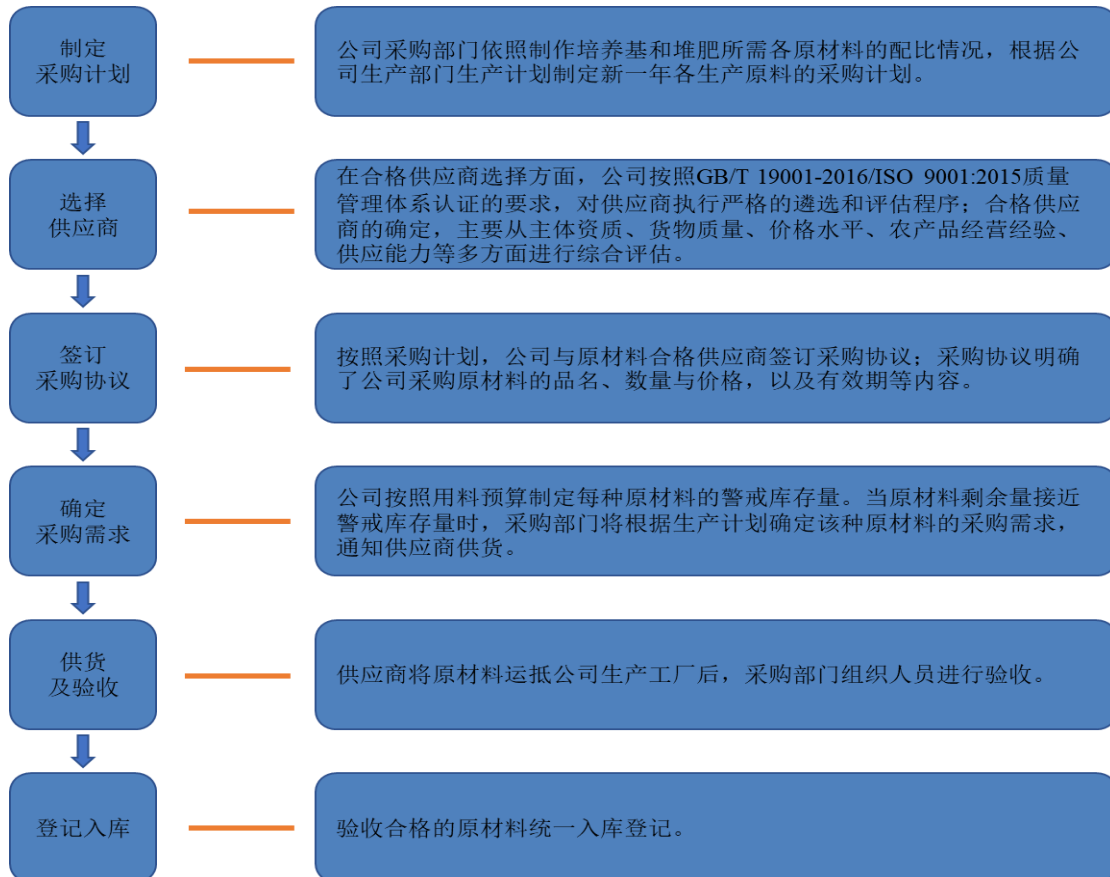 制定
采购计划
公司采购部门依照制作培养基和堆肥所需各原材料的配比情况，根据公
司生产部门生产计划制定新一年各生产原料的采购计划。
选择
供应商
在合格供应商选择方面，公司按照GB/T 19001-2016/ISO 9001:2015质量
管理体系认证的要求，对供应商执行严格的遴选和评估程序；合格供应
商的确定，主要从主体资质、货物质量、价格水平、农产品经营经验、
供应能力等多方面进行综合评估。
签订
采购协议
按照采购计划，公司与原材料合格供应商签订采购协议；采购协议明确
了公司采购原材料的品名、数量与价格，以及有效期等内容。
确定
采购需求
公司按照用料预算制定每种原材料的警戒库存量。当原材料剩余量接近
警戒库存量时，采购部门将根据生产计划确定该种原材料的采购需求，
通知供应商供货。
供货
及验收
供应商将原材料运抵公司生产工厂后，采购部门组织人员进行验收。
登记入库
验收合格的原材料统一入库登记。